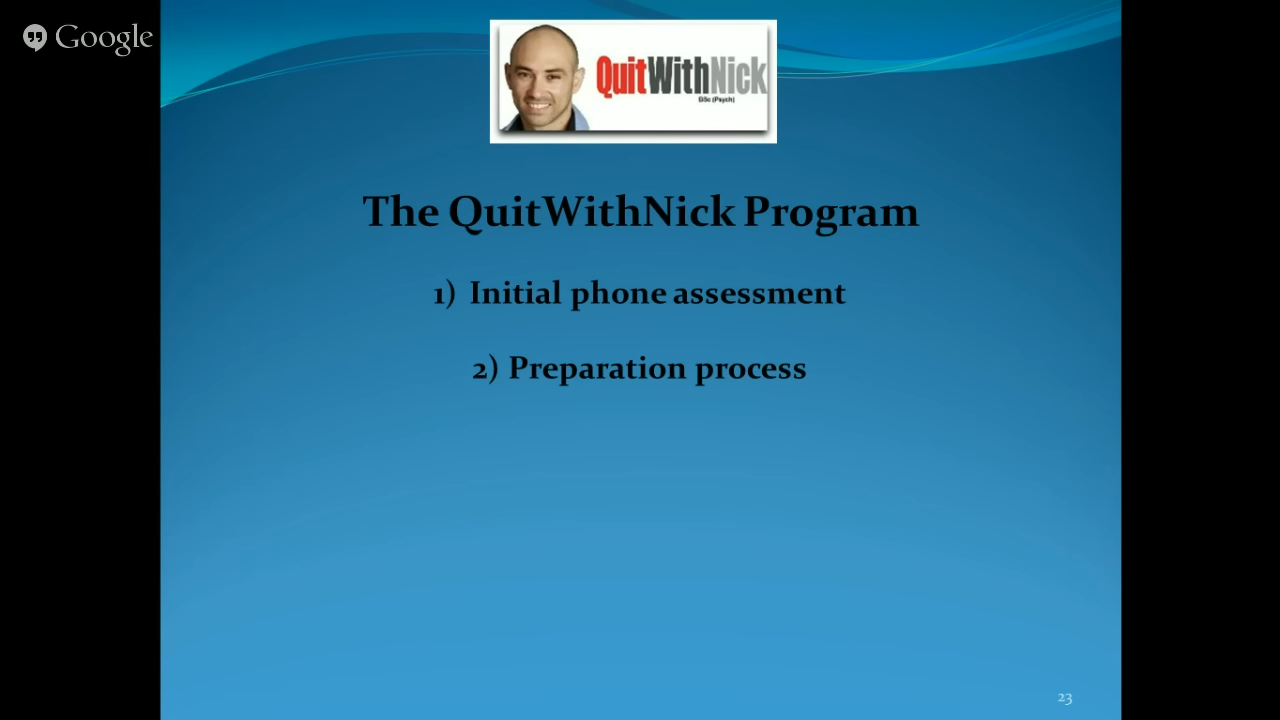 Google
QuitWithNick
BSc (Psych)
The QuitWithNick Program
1) Initial phone assessment
2) Preparation process
23